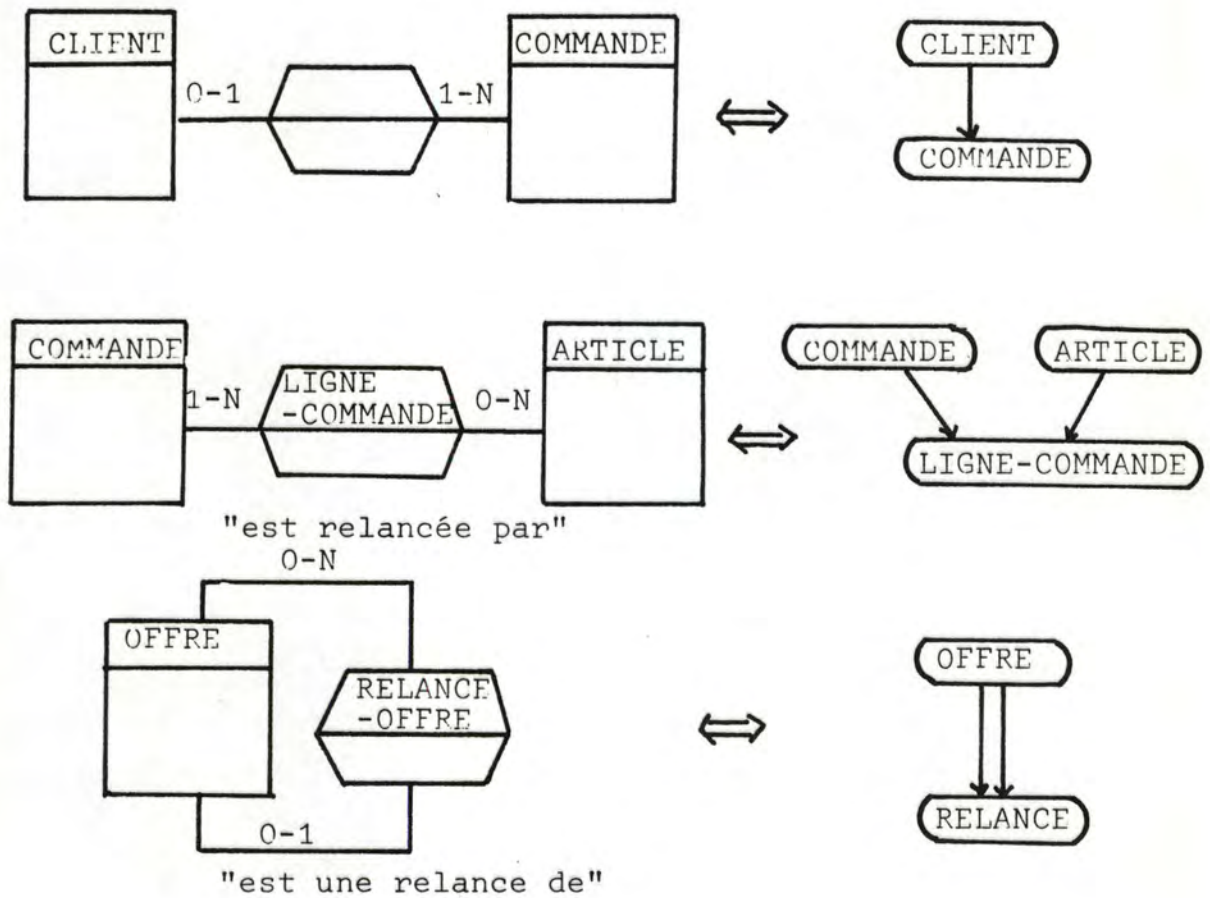 CLIENT
COMMANDE
CLIENT
0-1
1-N
COMMANDE
COMMANDE
ARTICLE
COMMANDE
ARTICLE
LIGNE
-COMMANDE
1-N
0-N
LIGNE-COMMANDE
"est relancée par"
0-N
OFFRE
OFFRE
RELANCE
-OFFRE
RELANCE
0-1
"est une relance de"